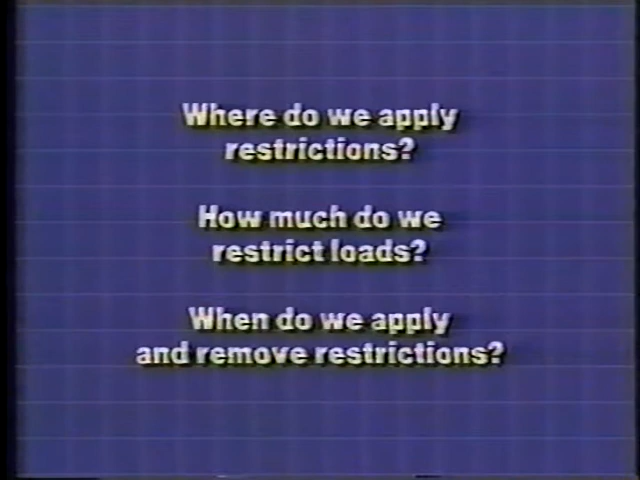 Where do we apply
restrictions?
How much do we
restrict loads?
When do we apply
and remove restrictions?